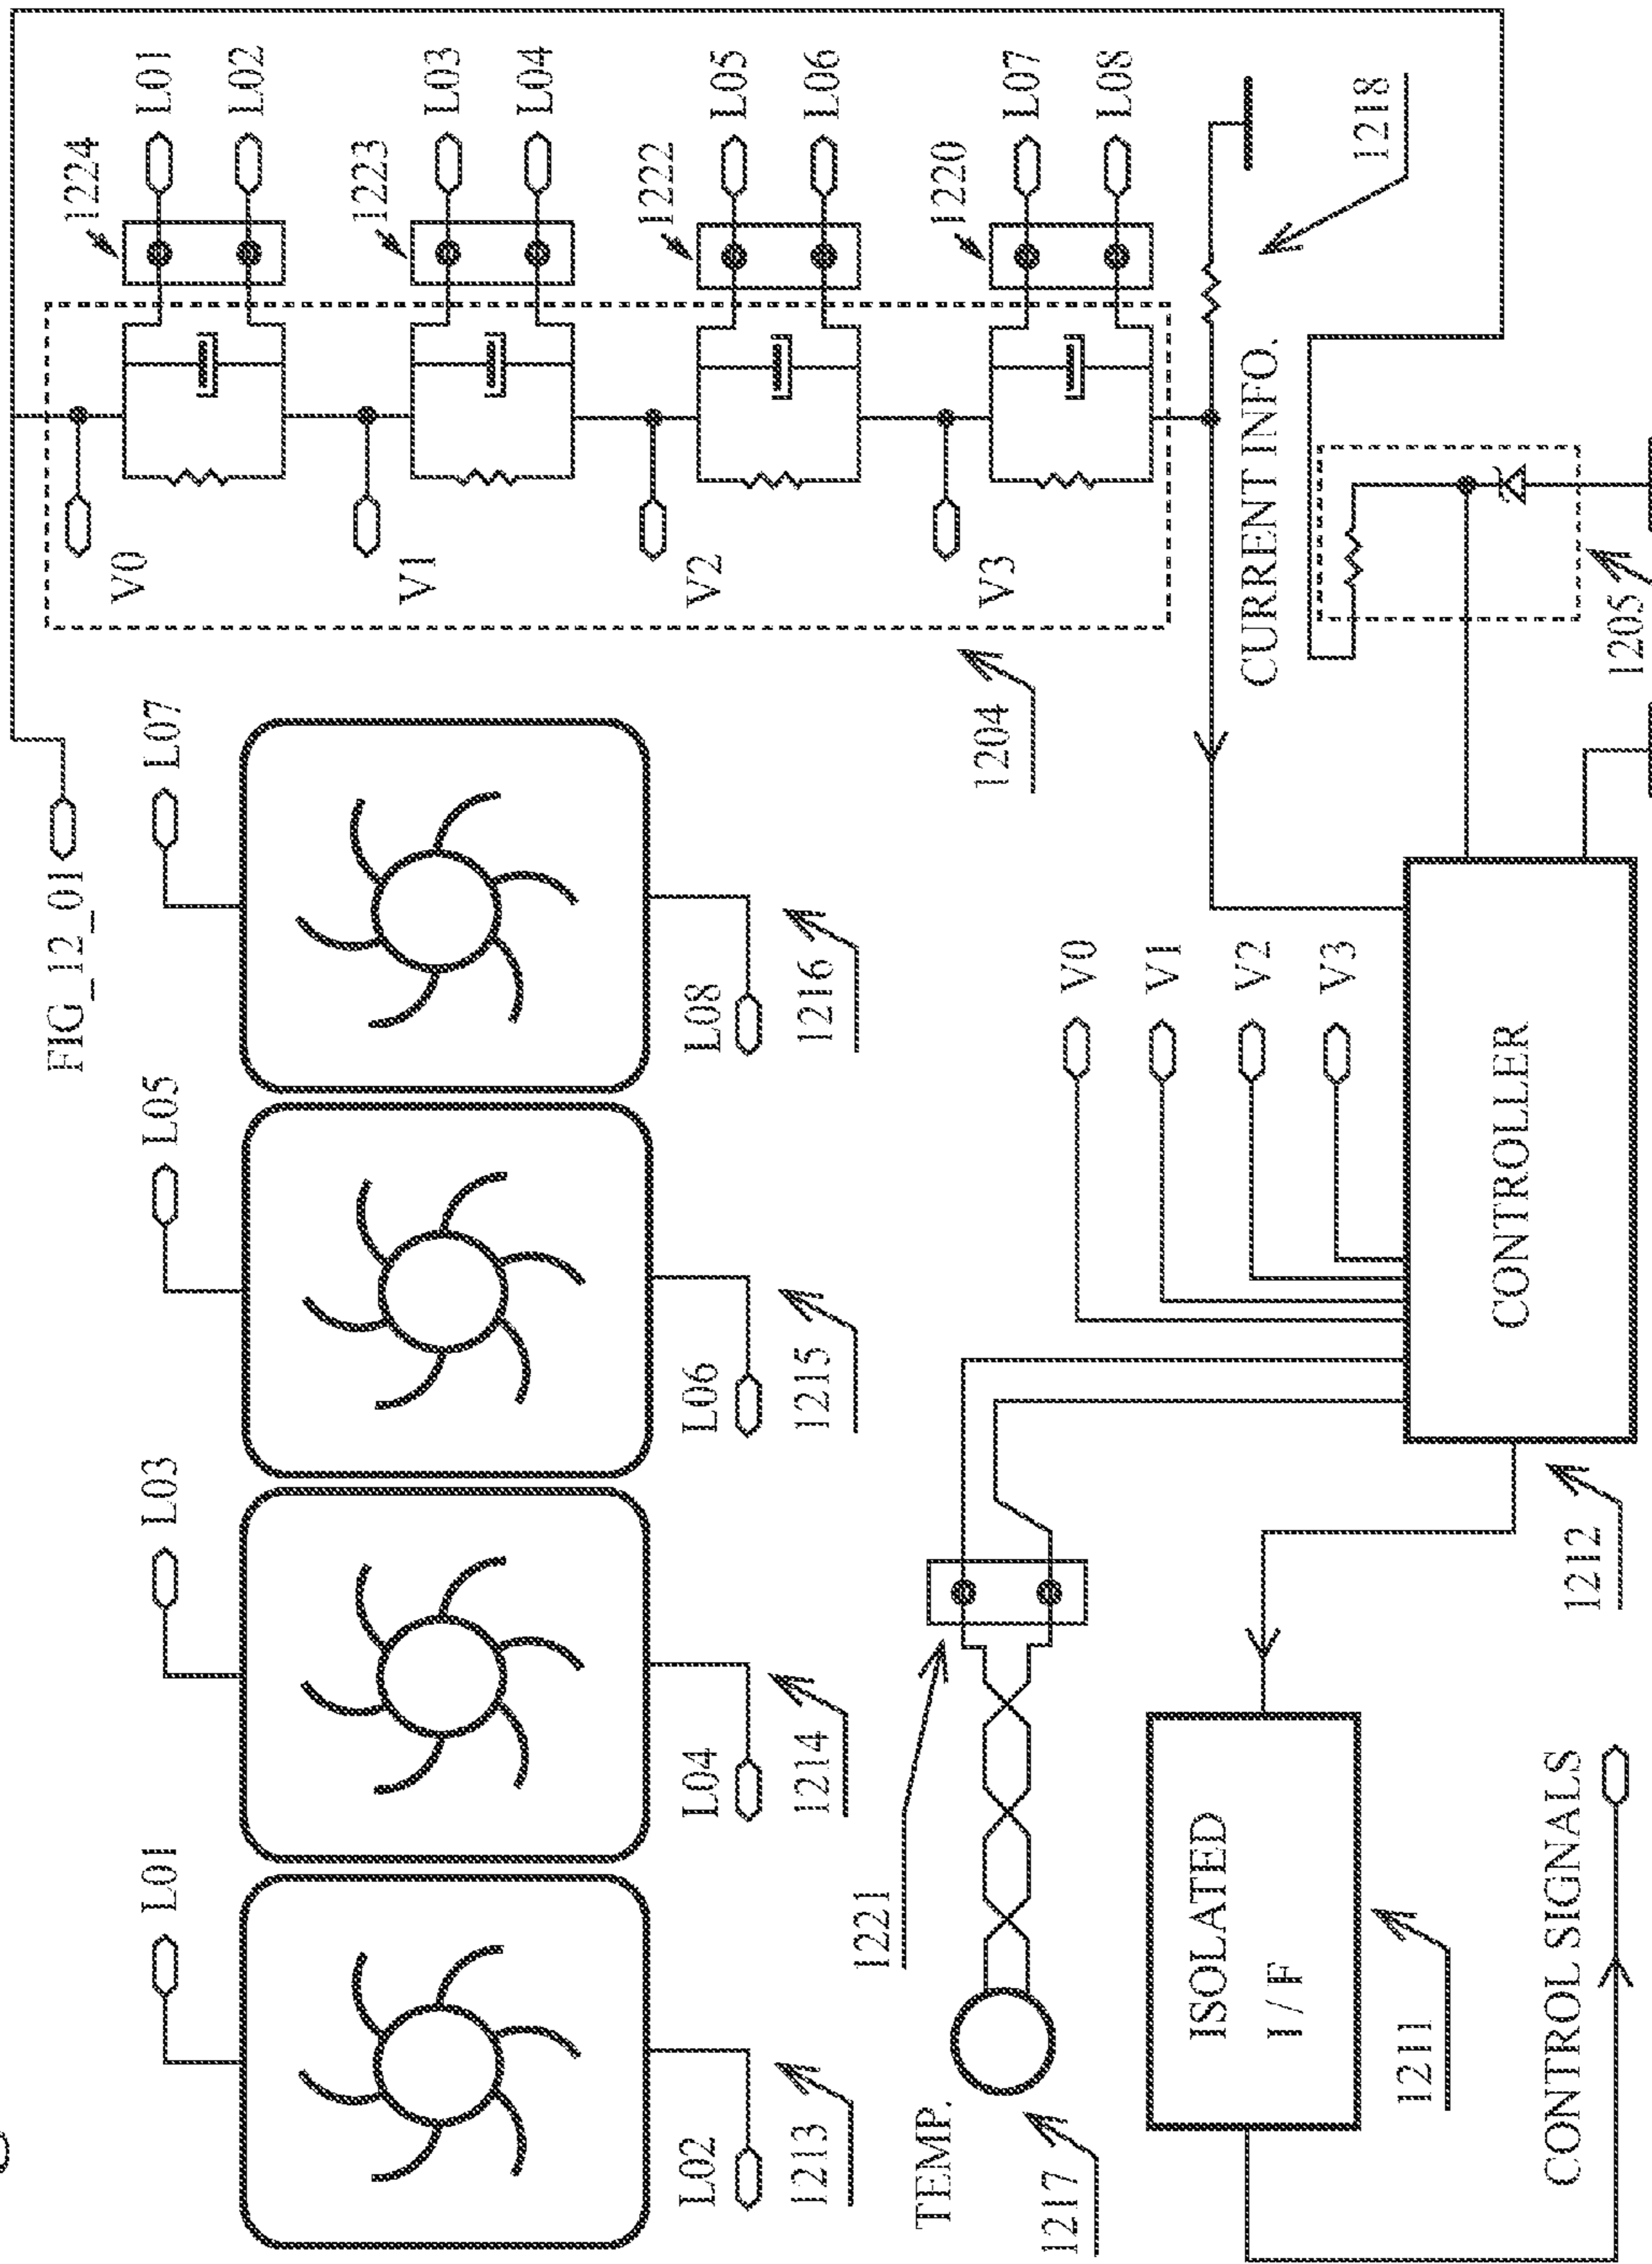 FIG_12_01
L01
L03
L05
L07
L02
L04
L06
L08
1213
1214
1215
1216
1224
L01
L02
V0
1223
L03
L04
V1
1222
L05
L06
V2
1220
L07
L08
V3
1204
1221
TEMP.
1217
V0
V1
V2
V3
CURRENT INFO.
1218
ISOLATED
I / F
1211
CONTROLLER
1212
CONTROL SIGNALS
1205